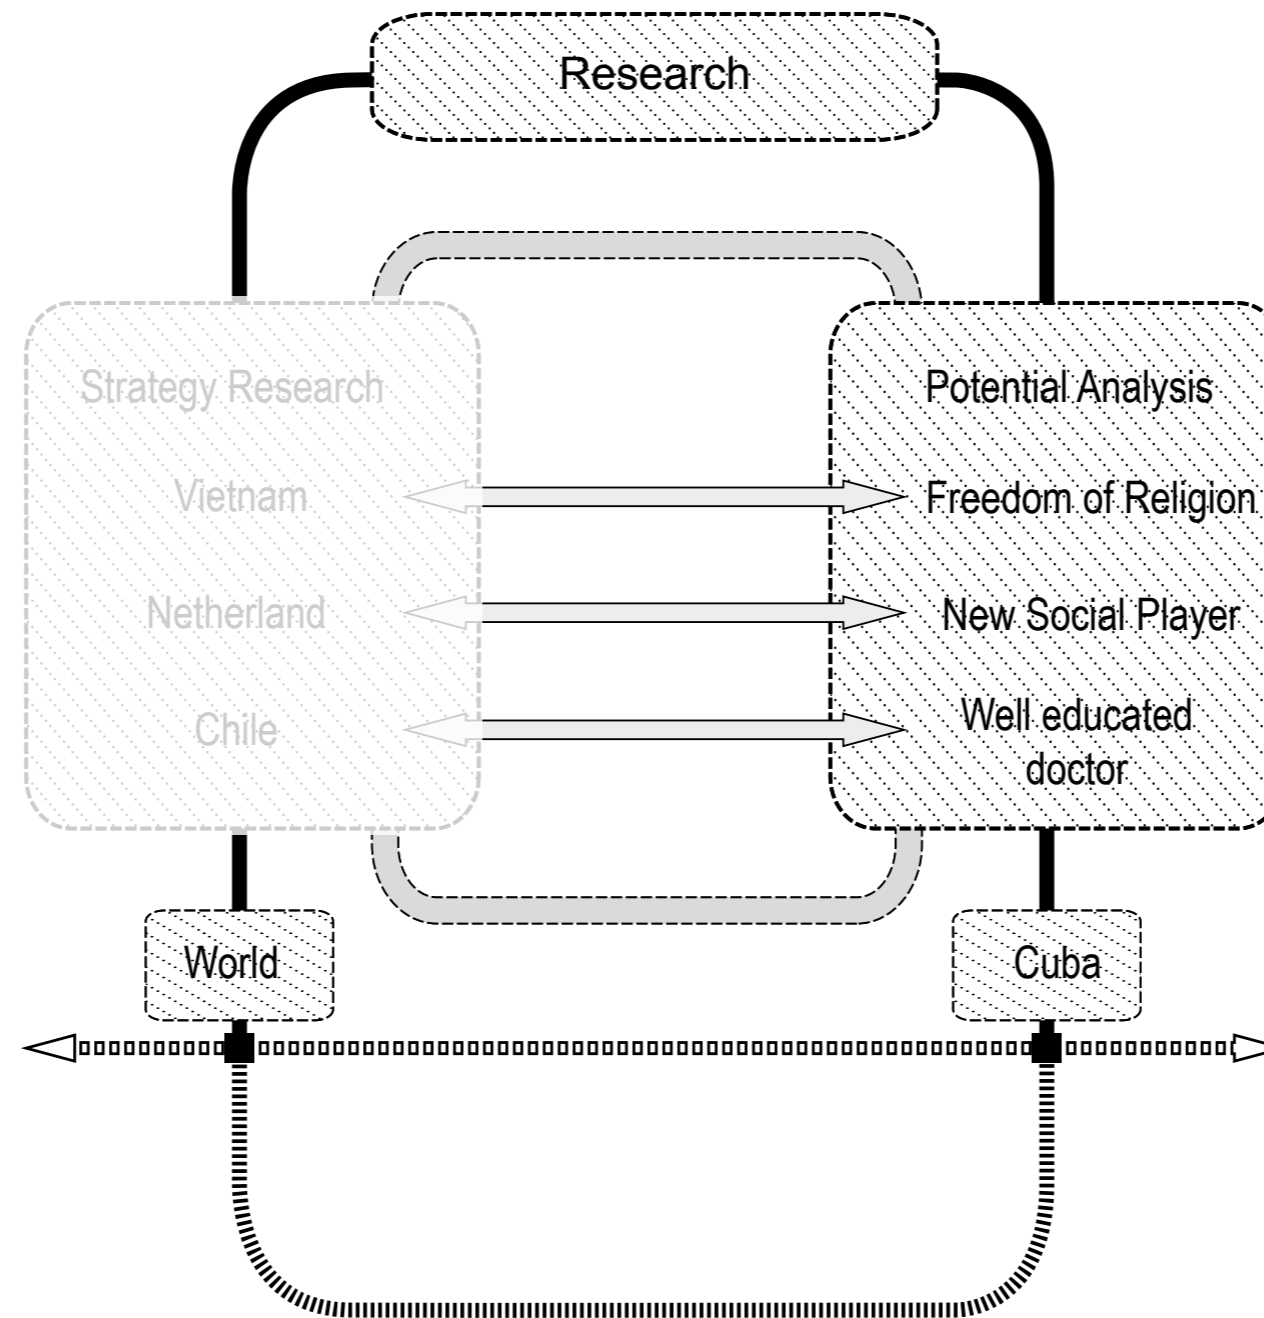 Research
Strategy Research
Vietnam
Netherland
Chile
Potential Analysis
Freedom of Religion
New Social Player
Well educated
doctor
World
Cuba